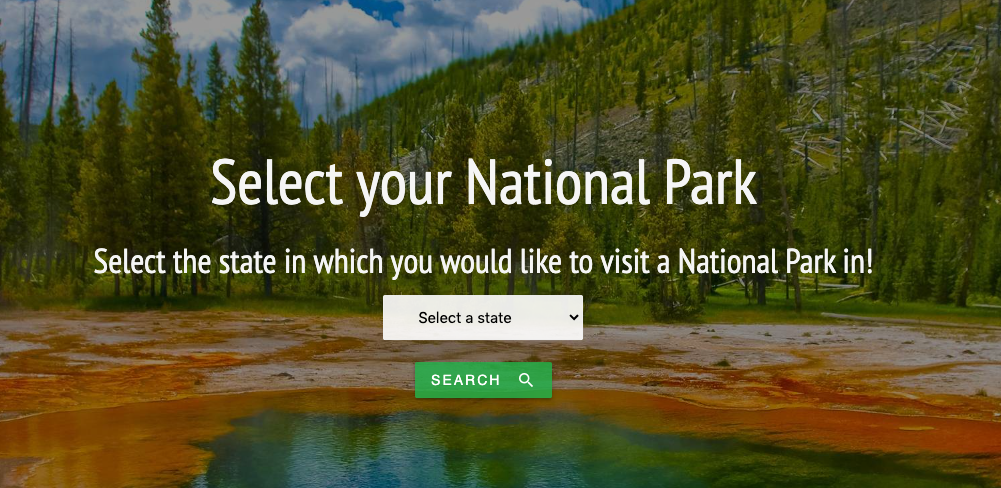 Select your National Park
Select the state in which you would like to visit a National Park in!
Select a state
SEARCH